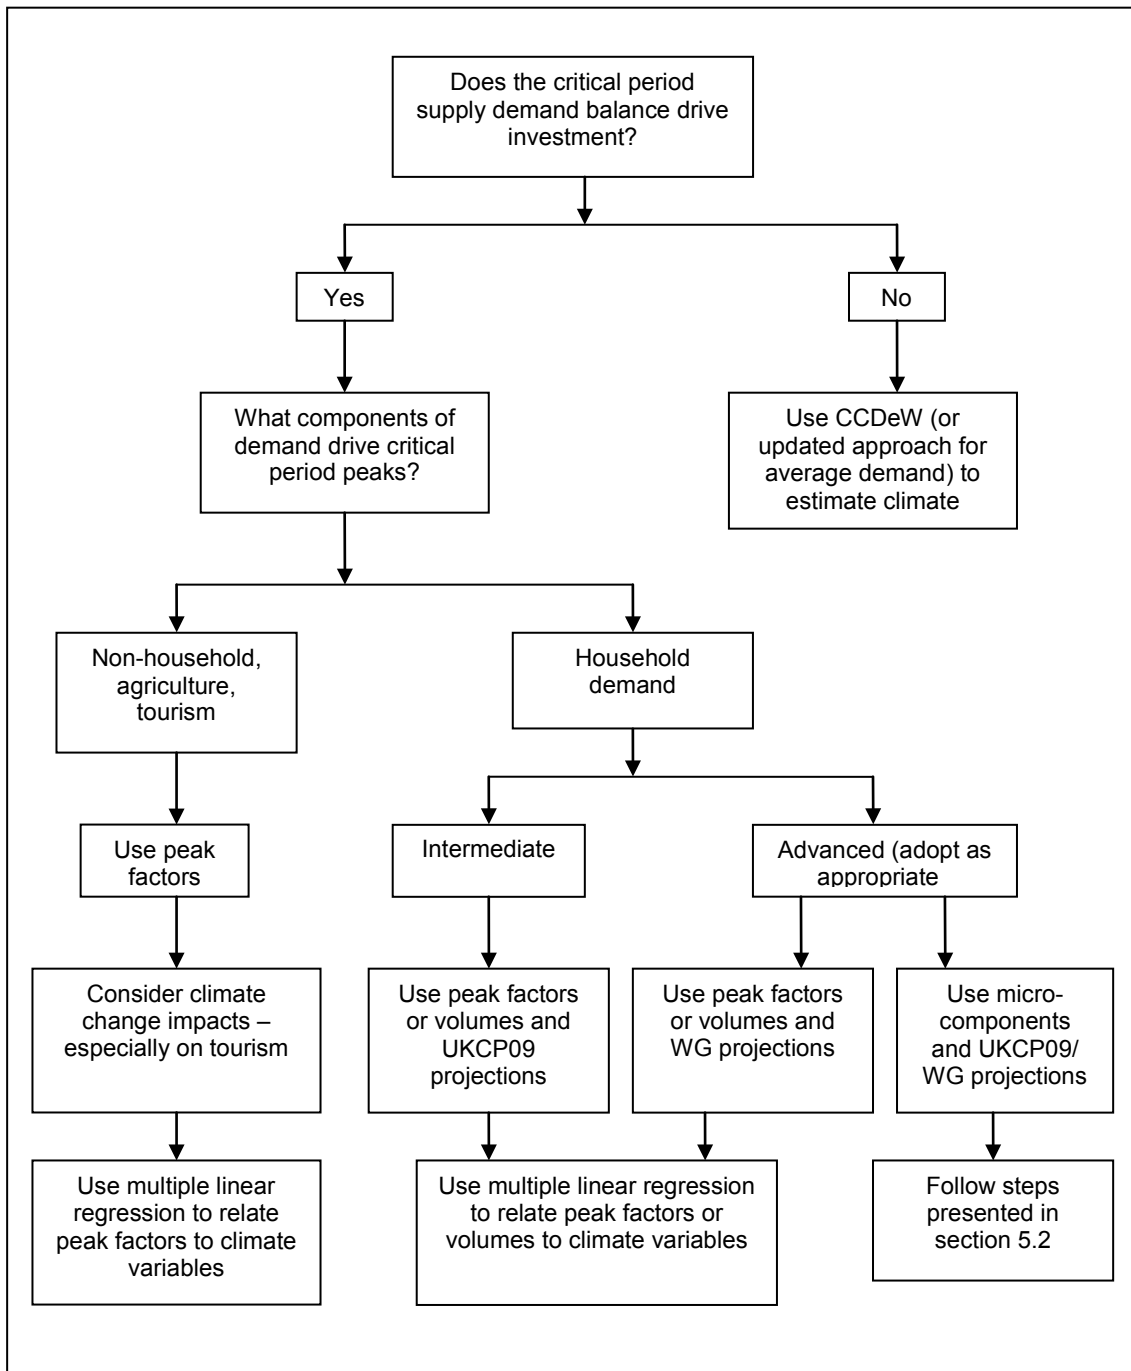 Does the critical period
supply demand balance drive
investment?
Yes
No
What components of
demand drive critical
period peaks?
Use CCDeW (or
updated approach for
average demand) to
estimate climate
Non-household,
agriculture,
tourism
Household
demand
Use peak
factors
Intermediate
Advanced (adopt as
appropriate
Consider climate
change impacts –
especially on tourism
Use peak factors
or volumes and
UKCP09
projections
Use peak factors
or volumes and
WG projections
Use micro-
components
and UKCP09/
WG projections
Use multiple linear
regression to relate
peak factors to climate
variables
Use multiple linear regression
to relate peak factors or
volumes to climate variables
Follow steps
presented in
section 5.2